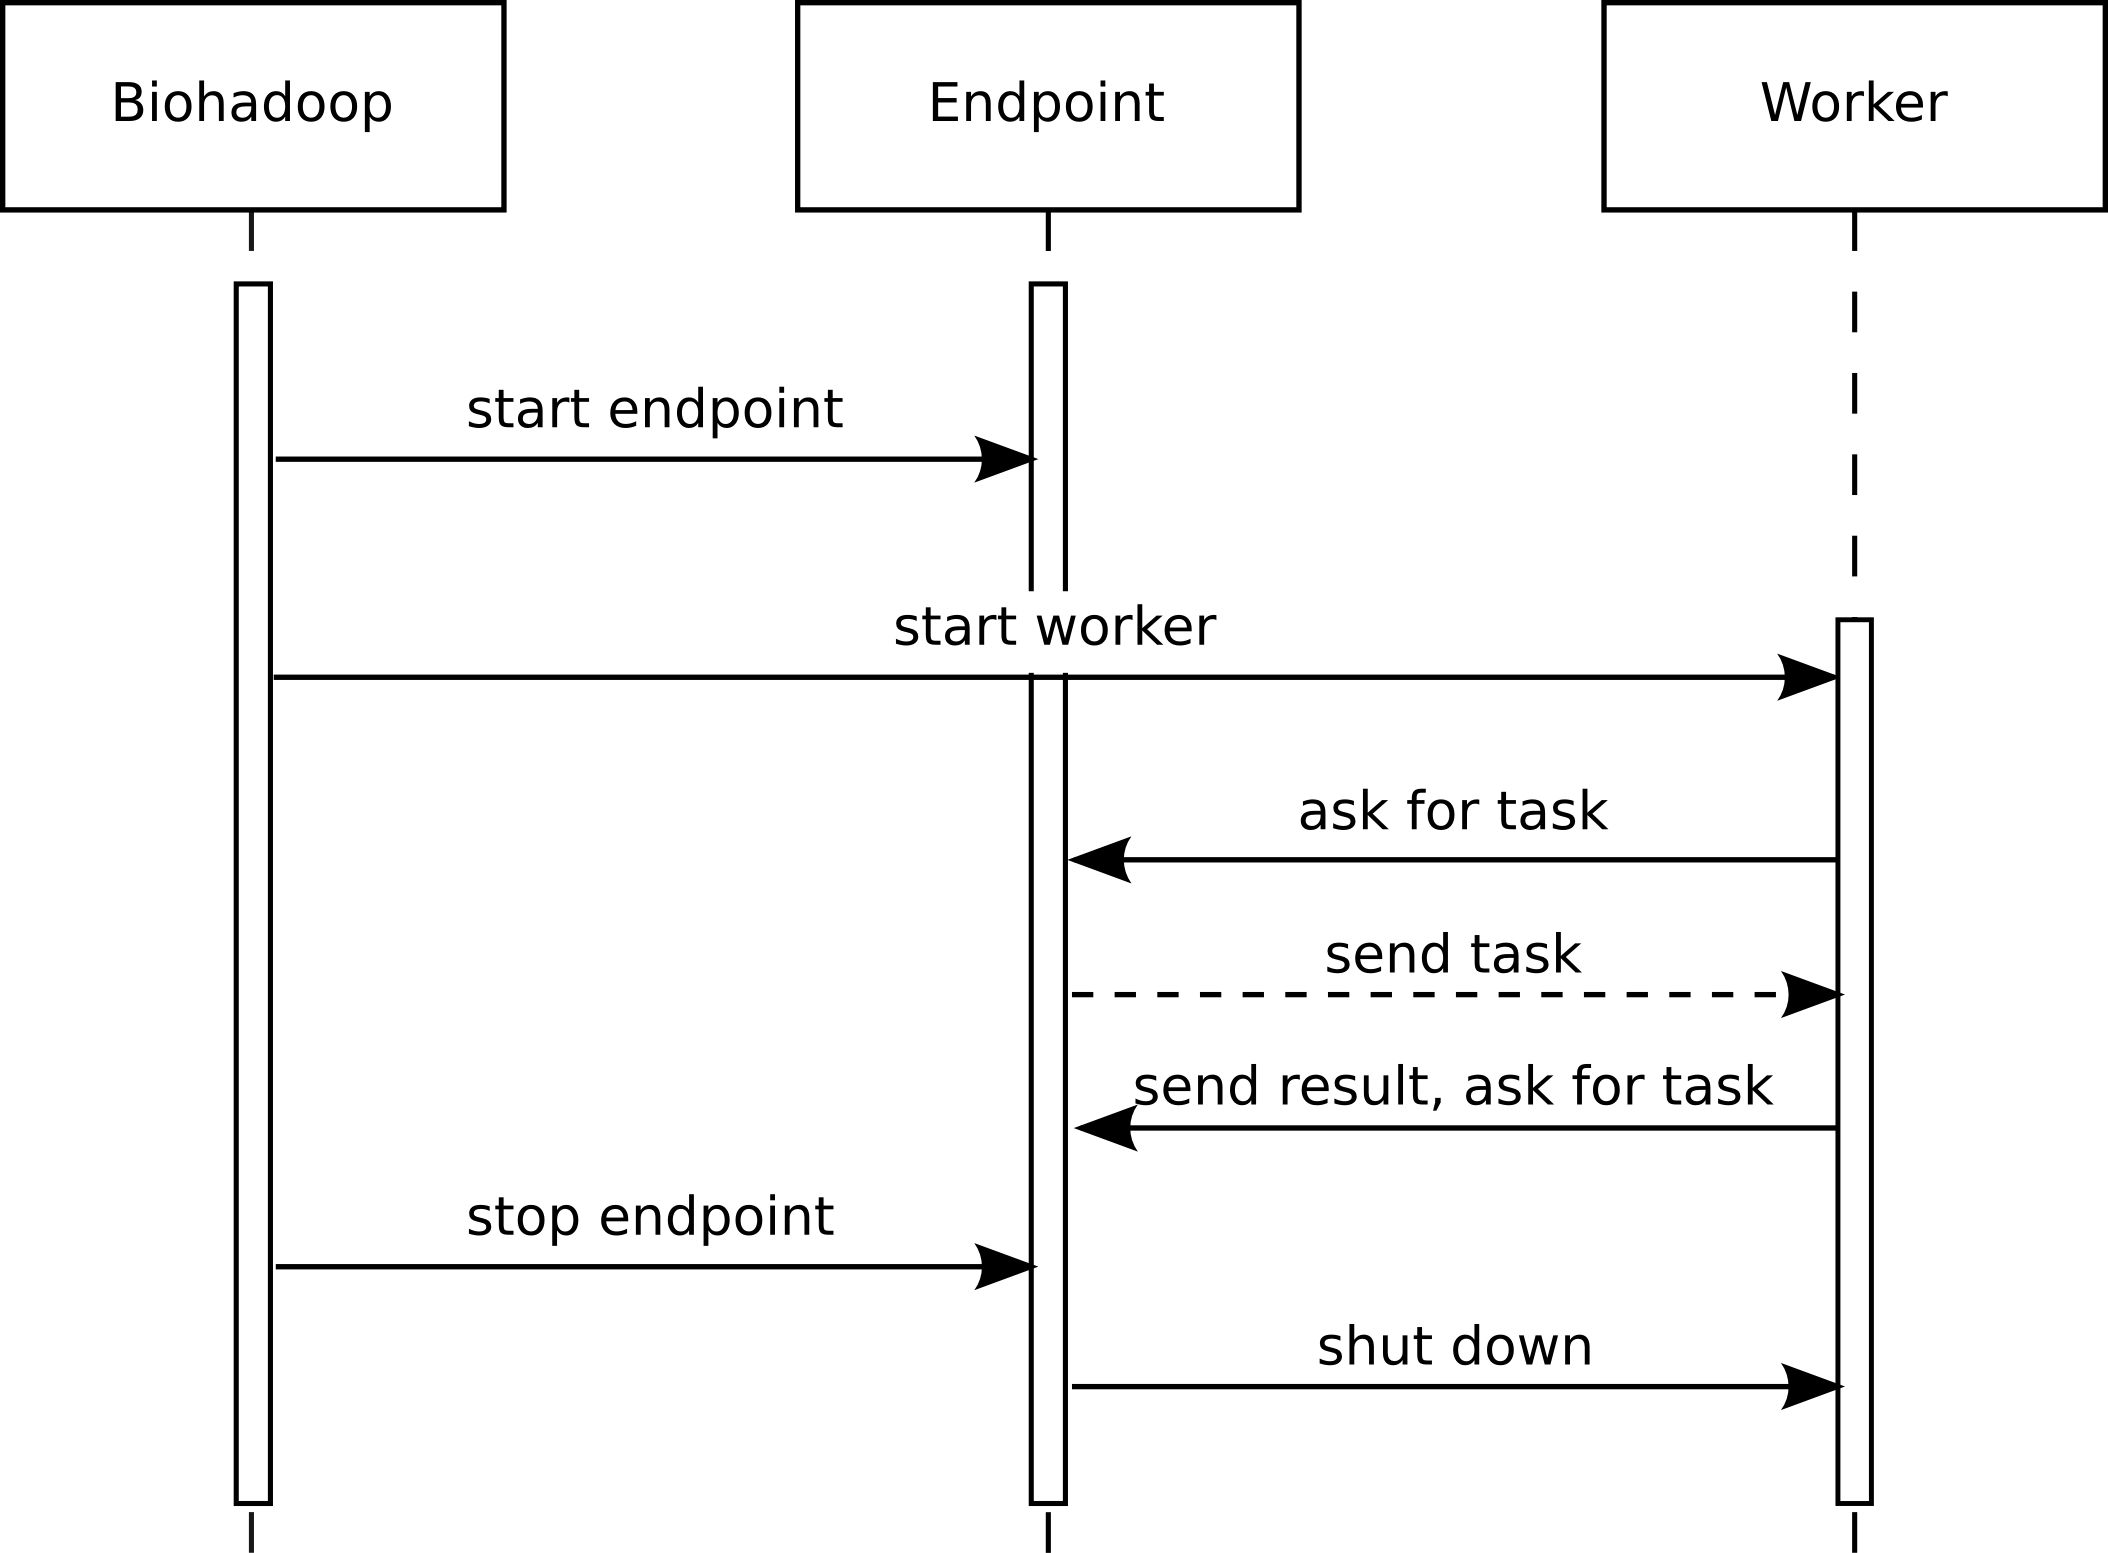 Biohadoop
Endpoint
Worker
start endpoint
start worker
ask for task
send task
send result, ask for task
stop endpoint
shut down